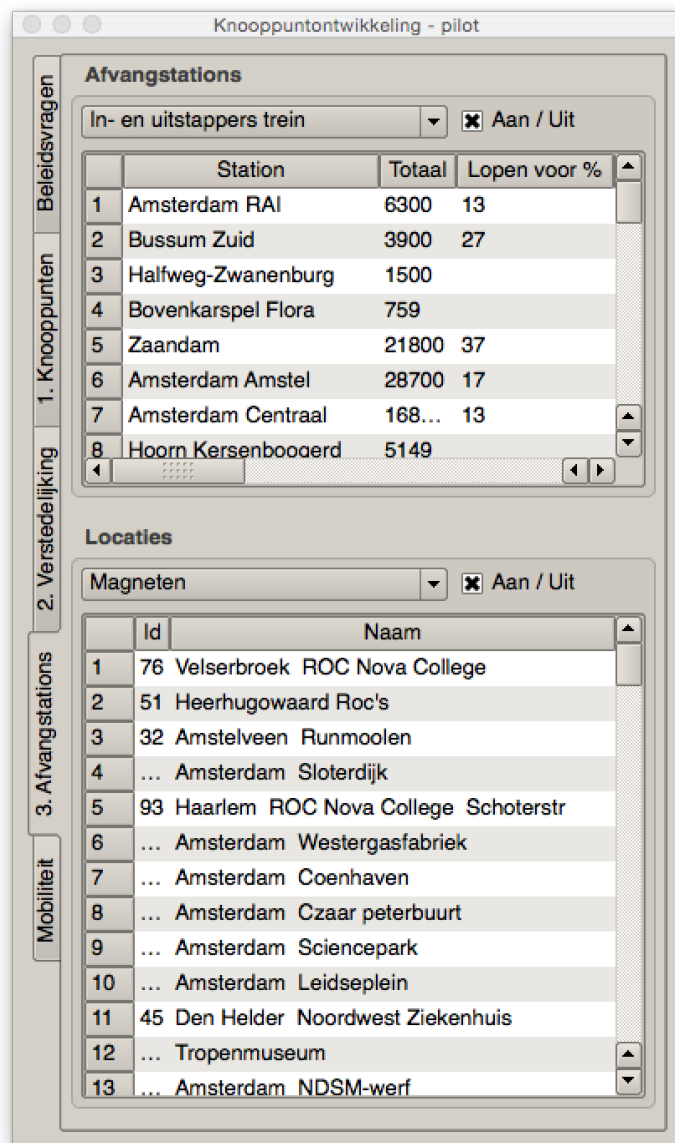 Knooppuntontwikkeling - pilot
Beleidsvragen
1. Knooppunten
2. Verstedelijking
3. Afvangstations
Mobiliteit
Afvangstations
In- en uitstappers trein Aan / Uit
Station Totaal Lopen voor %
1 Amsterdam RAI 6300 13
2 Bussum Zuid 3900 27
3 Halfweg-Zwanenburg 1500
4 Bovenkarspel Flora 759
5 Zaandam 21800 37
6 Amsterdam Amstel 28700 17
7 Amsterdam Centraal 168... 13
8 Hoorn Kersenboogerd 5149
Locaties
Magneten Aan / Uit
Id Naam
1 76 Velserbroek ROC Nova College
2 51 Heerhugowaard Roc's
3 32 Amstelveen Runmoolen
4 ... Amsterdam Sloterdijk
5 93 Haarlem ROC Nova College Schoterstr
6 ... Amsterdam Westergasfabriek
7 ... Amsterdam Coenhaven
8 ... Amsterdam Czaar peterbuurt
9 ... Amsterdam Sciencepark
10 ... Amsterdam Leidseplein
11 45 Den Helder Noordwest Ziekenhuis
12 ... Tropenmuseum
13 ... Amsterdam NDSM-werf